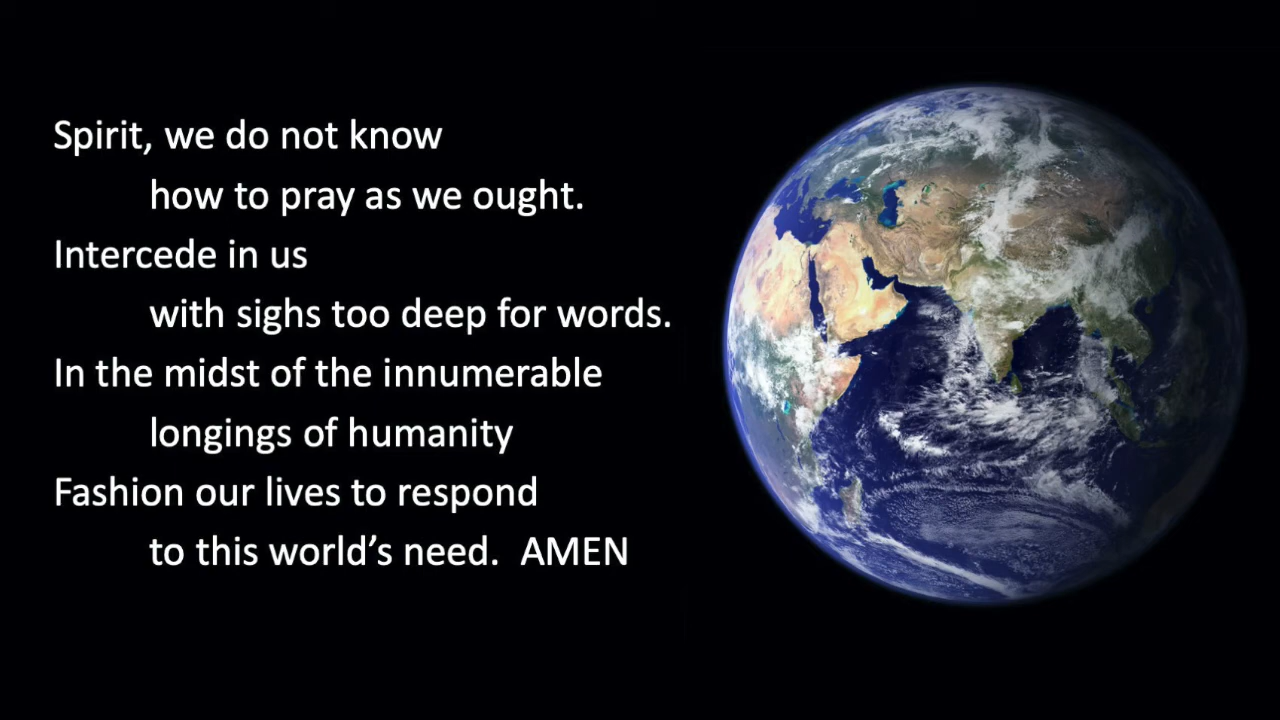 Spirit, we do not know
how to pray as we ought.
Intercede in us
with sighs too deep for words.
In the midst of the innumerable
longings of humanity
Fashion our lives to respond
to this world’s need.  AMEN